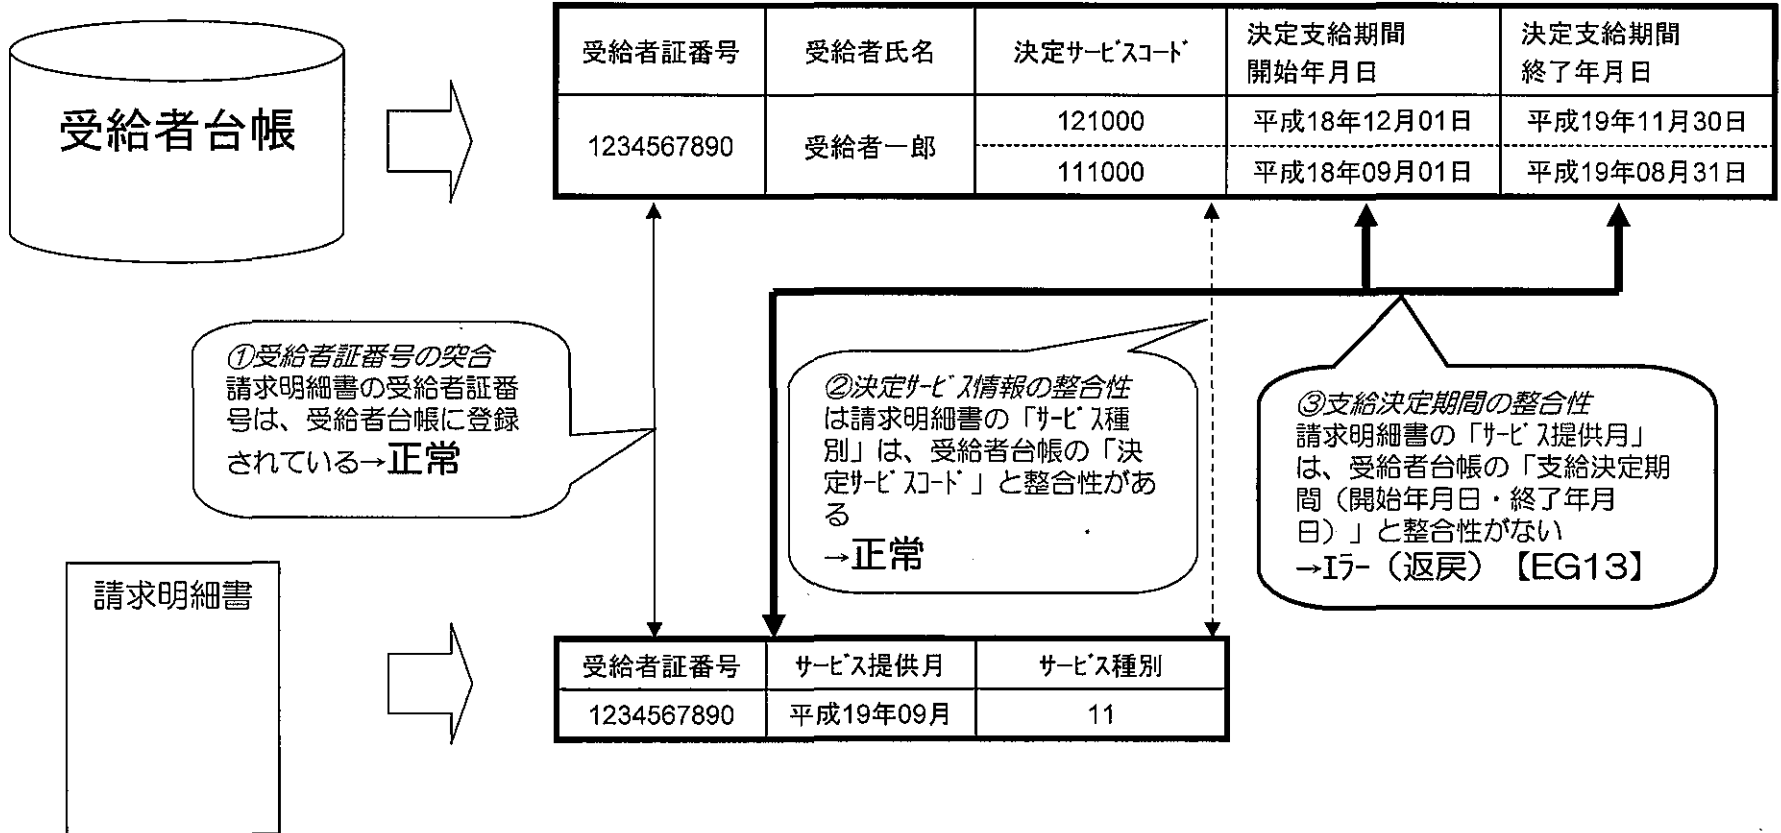 受給者台帳
受給者証番号 受給者氏名 決定サービスコード 決定支給期間 開始年月日 決定支給期間 終了年月日
1234567890 受給者一郎 121000 平成18年12月01日 平成19年11月30日
111000 平成18年09月01日 平成19年08月31日
①受給者証番号の突合
請求明細書の受給者証番
号は、受給者台帳に登録
されている→正常
②決定サービス情報の整合性
は請求明細書の「サービス種
別」は、受給者台帳の「決
定サービスコード」と整合性があ
る
→正常
③支給決定期間の整合性
請求明細書の「サービス提供月」
は、受給者台帳の「支給決定期
間（開始年月日・終了年月
日）」と整合性がない
→エラー（返戻）【EG13】
請求明細書
受給者証番号 サービス提供月 サービス種別
1234567890 平成19年09月 11